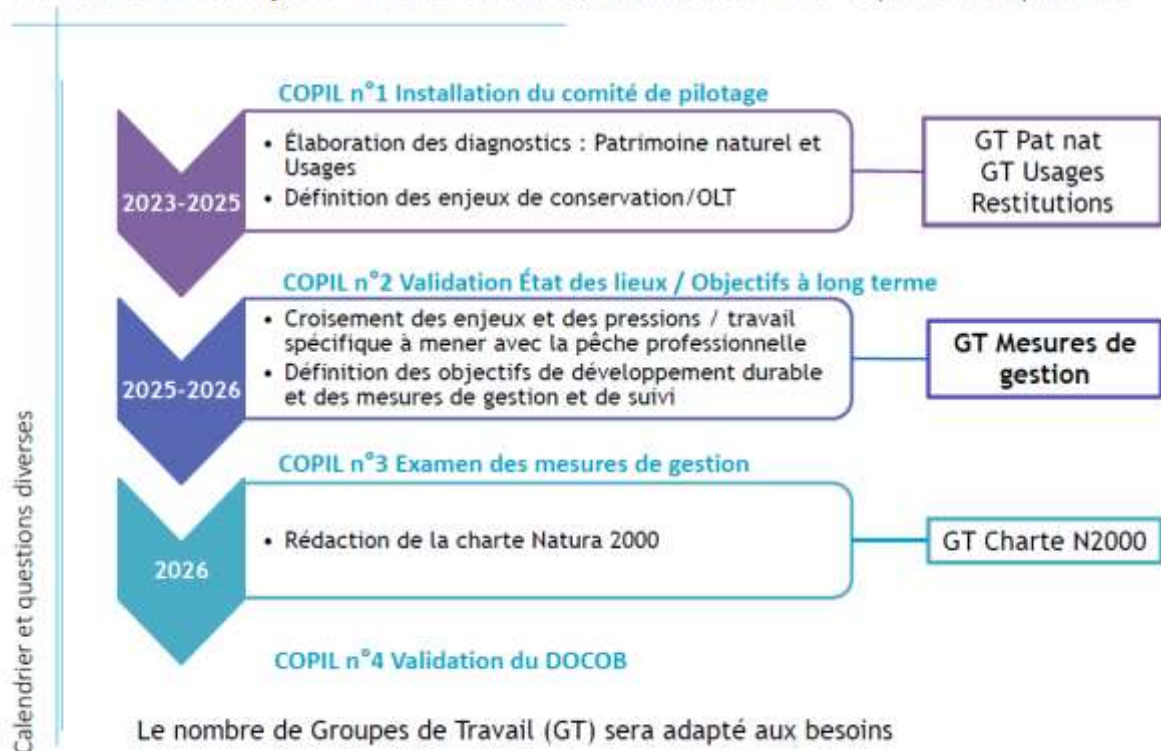 COPIL n°1 Installation du comité de pilotage
2023-2025
• Élaboration des diagnostics : Patrimoine naturel et
Usages
• Définition des enjeux de conservation/OLT
GT Pat nat
GT Usages
Restitutions
COPIL n°2 Validation État des lieux / Objectifs à long terme
2025-2026
• Croisement des enjeux et des pressions / travail
spécifique à mener avec la pêche professionnelle
• Définition des objectifs de développement durable
et des mesures de gestion et de suivi
GT Mesures de
gestion
COPIL n°3 Examen des mesures de gestion
2026
• Rédaction de la charte Natura 2000
GT Charte N2000
COPIL n°4 Validation du DOCOB
Le nombre de Groupes de Travail (GT) sera adapté aux besoins
Calendrier et questions diverses